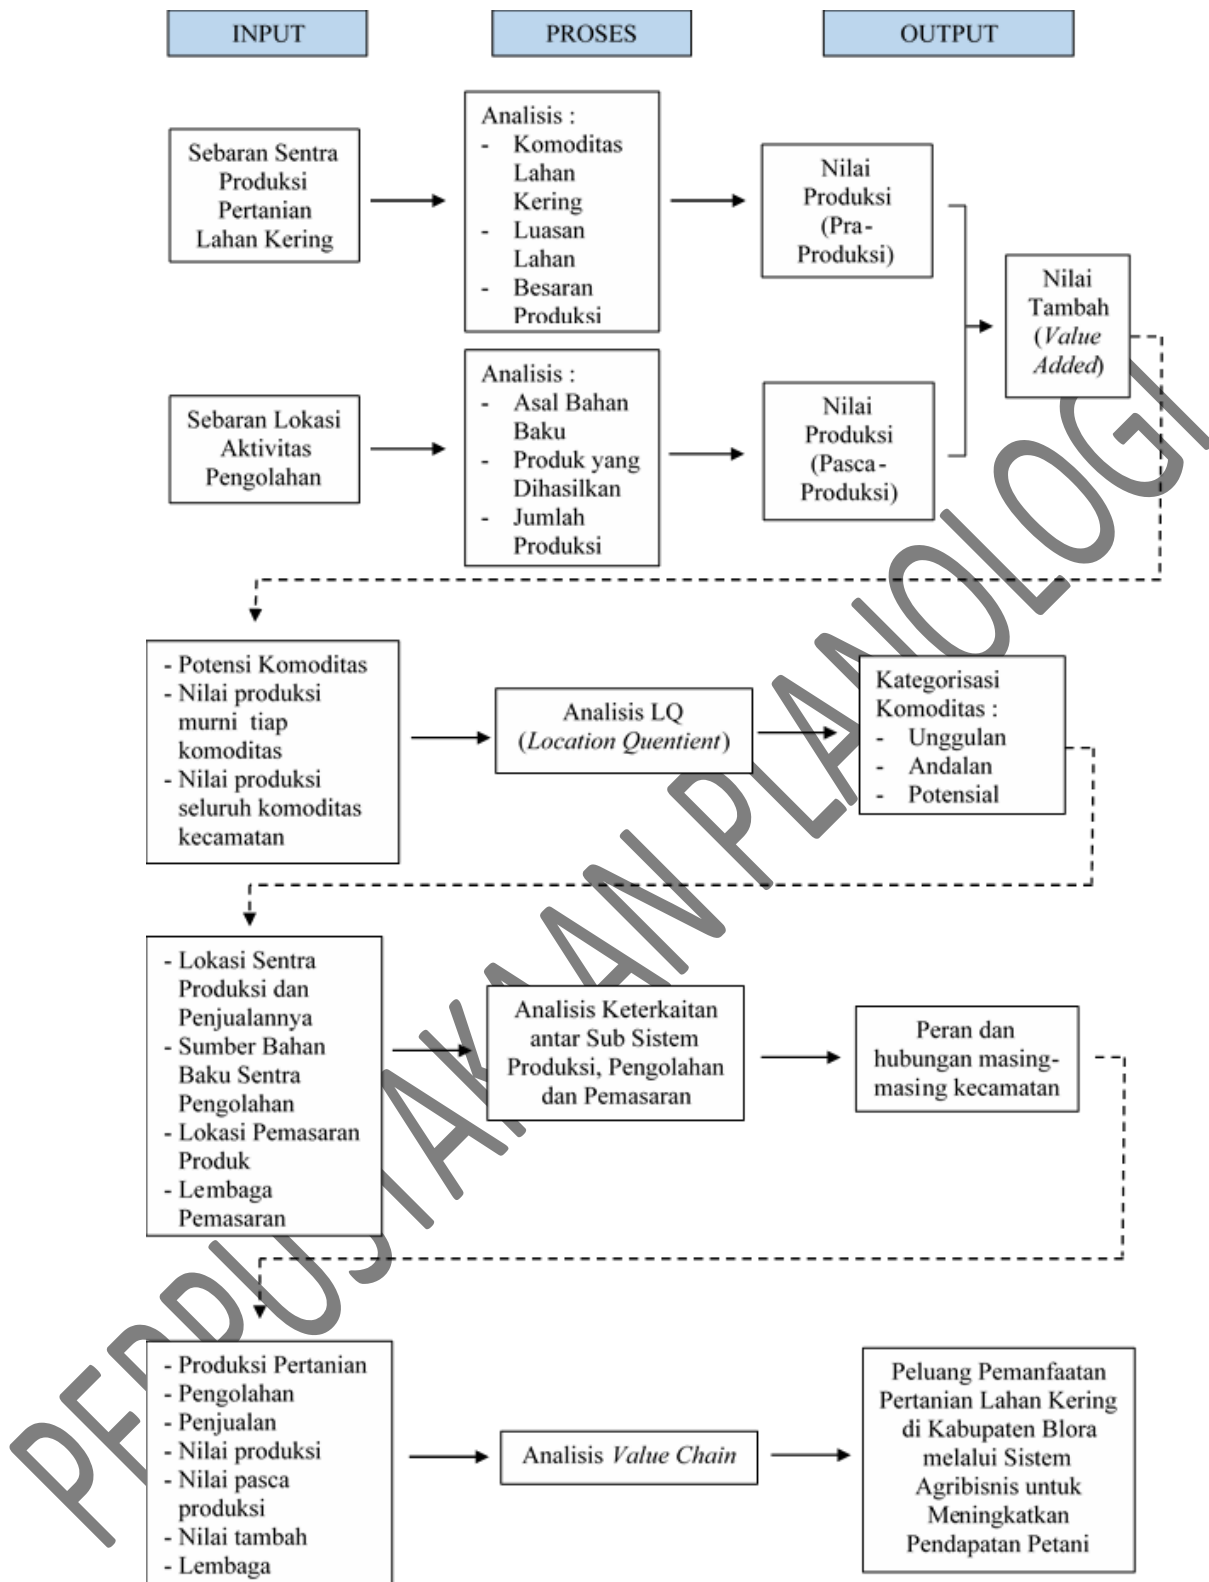 INPUT
PROSES
OUTPUT
Sebaran Sentra
Produksi
Pertanian
Lahan Kering
Analisis :
- Komoditas
Lahan
Kering
- Luasan
Lahan
- Besaran
Produksi
Nilai
Produksi
(Pra-
Produksi)
Nilai
Tambah
(Value
Added)
Sebaran Lokasi
Aktivitas
Pengolahan
Analisis :
- Asal Bahan
Baku
- Produk yang
Dihasilkan
- Jumlah
Produksi
Nilai
Produksi
(Pasca-
Produksi)
- Potensi Komoditas
- Nilai produksi
murni tiap
komoditas
- Nilai produksi
seluruh komoditas
kecamatan
Analisis LQ
(Location Quentient)
Kategorisasi
Komoditas :
- Unggulan
- Andalan
- Potensial
- Lokasi Sentra
Produksi dan
Penjualannya
- Sumber Bahan
Baku Sentra
Pengolahan
- Lokasi Pemasaran
Produk
- Lembaga
Pemasaran
Analisis Keterkaitan
antar Sub Sistem
Produksi, Pengolahan
dan Pemasaran
Peran dan
hubungan masing-
masing kecamatan
- Produksi Pertanian
- Pengolahan
- Penjualan
- Nilai produksi
- Nilai pasca
produksi
- Nilai tambah
- Lembaga
Analisis Value Chain
Peluang Pemanfaatan
Pertanian Lahan Kering
di Kabupaten Blora
melalui Sistem
Agribisnis untuk
Meningkatkan
Pendapatan Petani
PERPUSTAKAAN PLANOLOGI